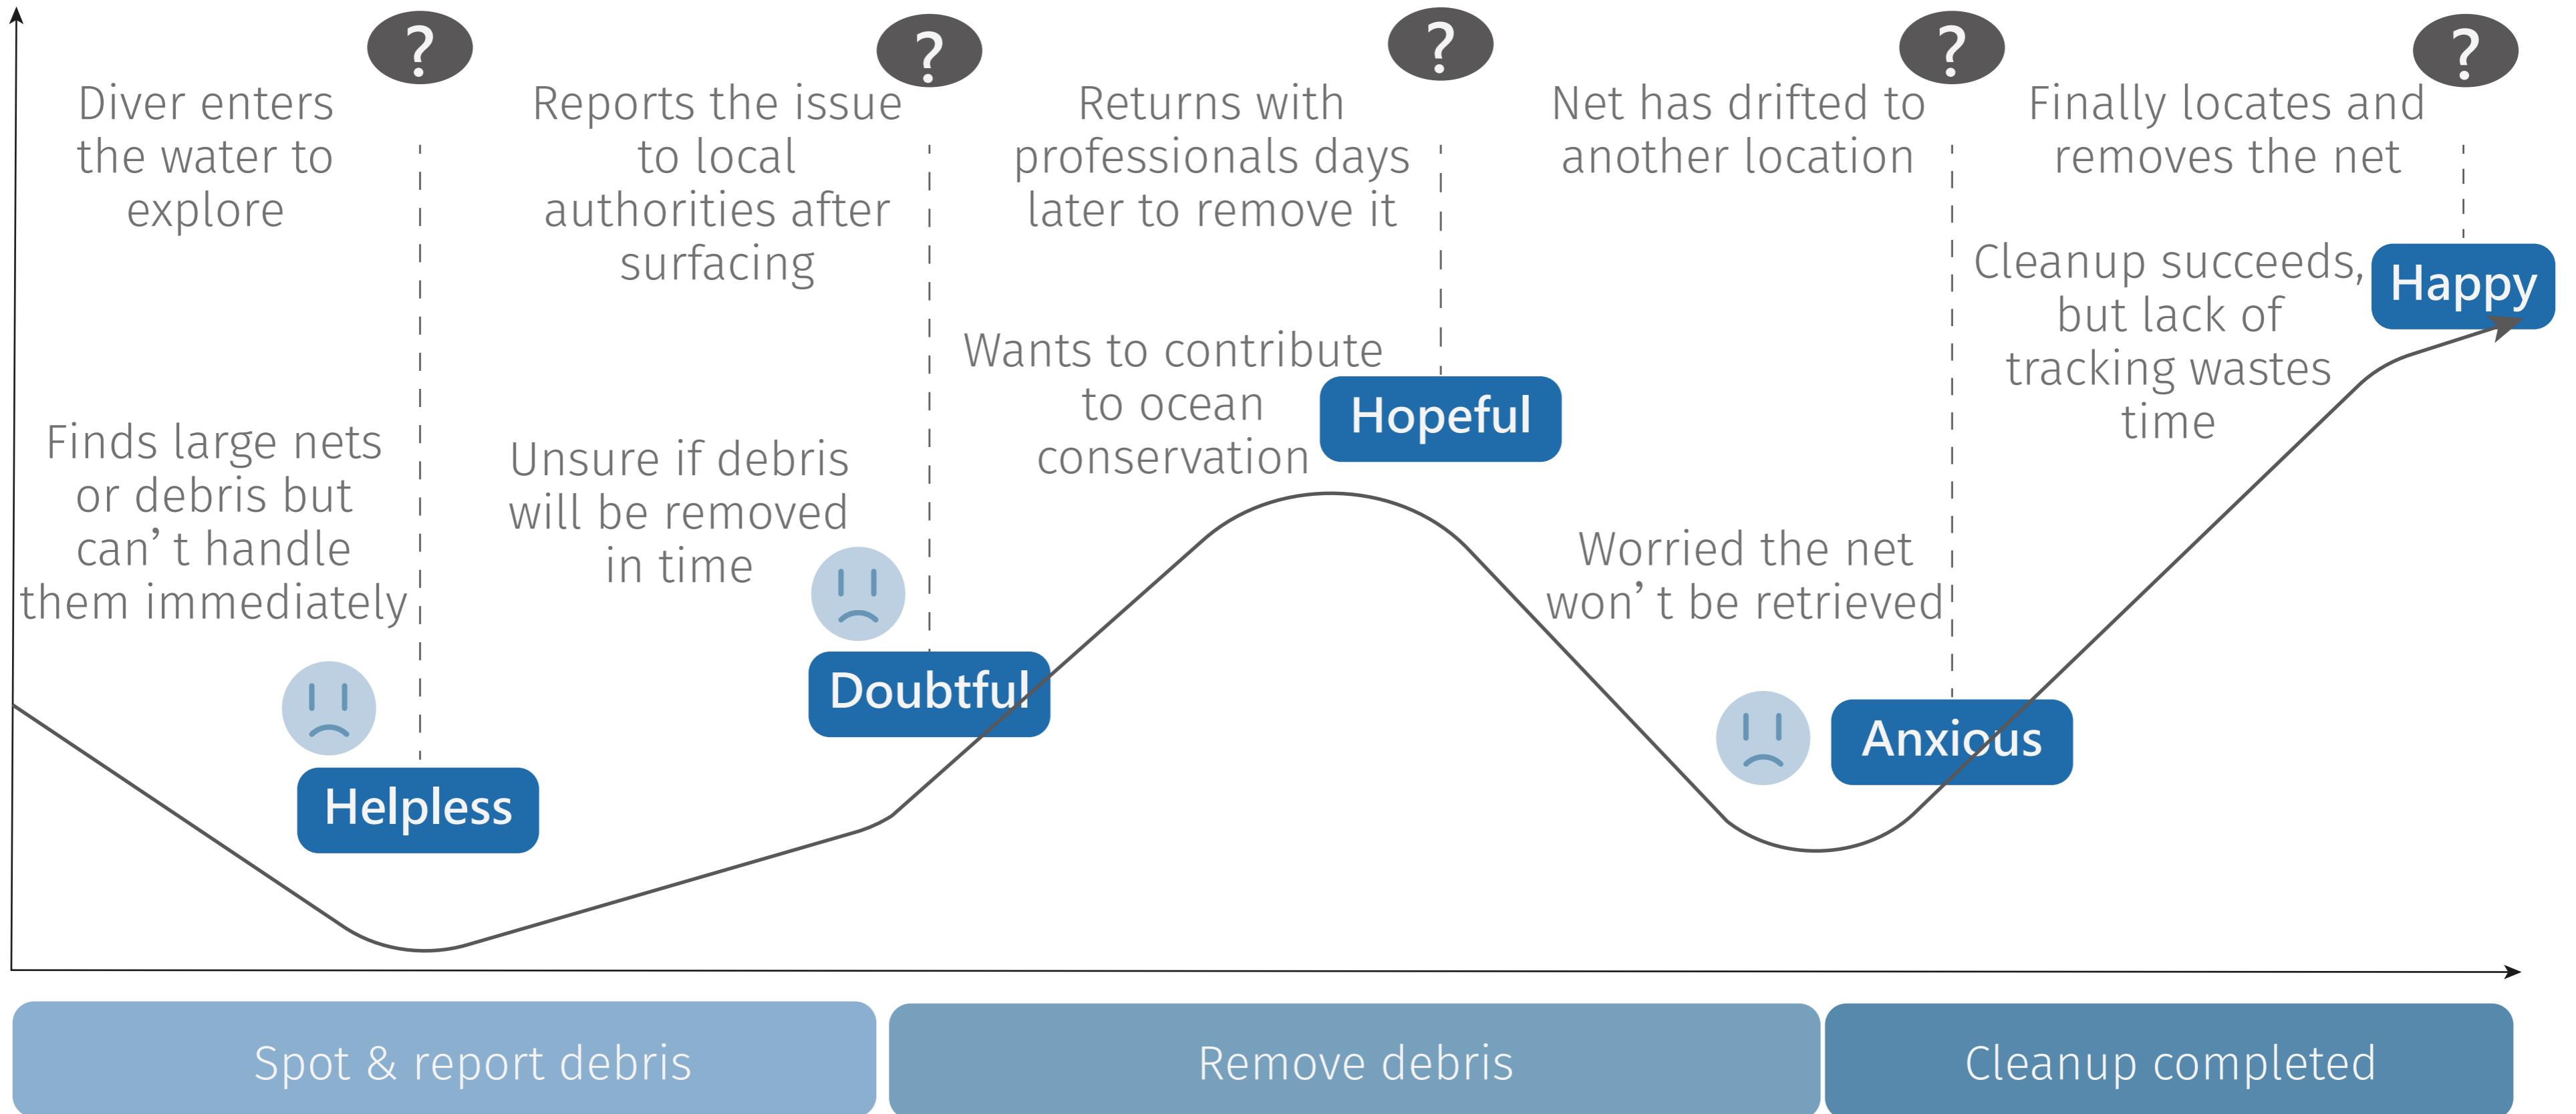 ?
Diver enters
the water to
explore
Finds large nets
or debris but
can’ t handle
them immediately
Helpless
?
Reports the issue
to local
authorities after
surfacing
Unsure if debris
will be removed
in time
Doubtful
?
Returns with
professionals days
later to remove it
Wants to contribute
to ocean
conservation
Hopeful
?
Net has drifted to
another location
Worried the net
won’ t be retrieved
Anxious
?
Finally locates and
removes the net
Cleanup succeeds,
but lack of
tracking wastes
time
Happy
Spot & report debris
Remove debris
Cleanup completed